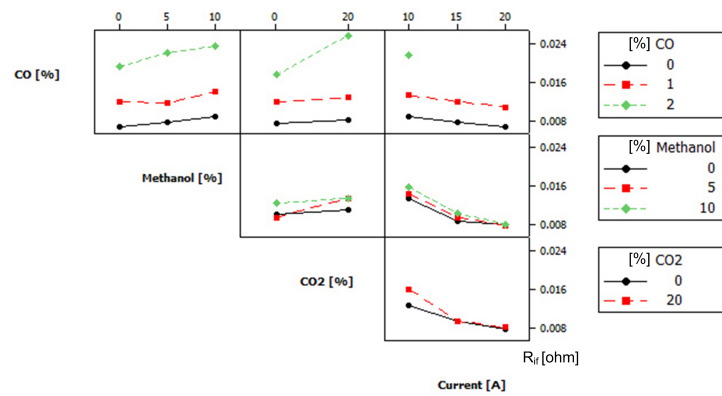 0 5 10 0 20 10 15 20
CO [%]
0.024
0.016
0.008
[%] CO
0
1
2
Methanol [%]
0.024
0.016
0.008
[%] Methanol
0
5
10
CO2 [%]
0.024
0.016
0.008
[%] CO2
0
20
Rif [ohm]
Current [A]